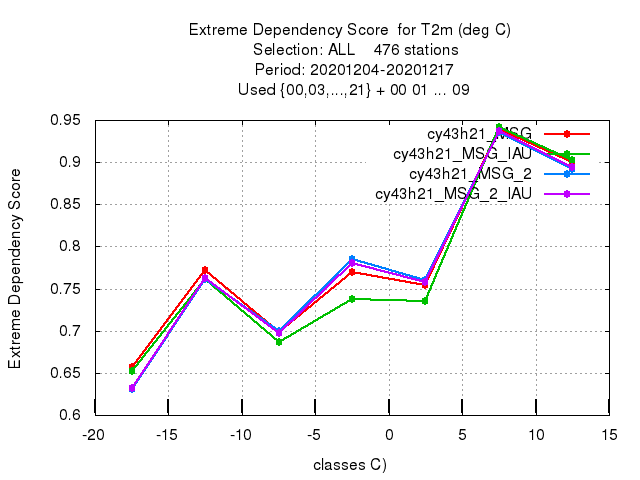 Extreme Dependency Score  for T2m (deg C)
Selection: ALL    476 stations
Period: 20201204-20201217
Used {00,03,...,21} + 00 01 ... 09
Extreme Dependency Score
0.95
0.9
0.85
0.8
0.75
0.7
0.65
0.6
cy43h21_MSG
cy43h21_MSG_IAU
cy43h21_MSG_2
cy43h21_MSG_2_IAU
-20 -15 -10 -5 0 5 10 15
classes C)